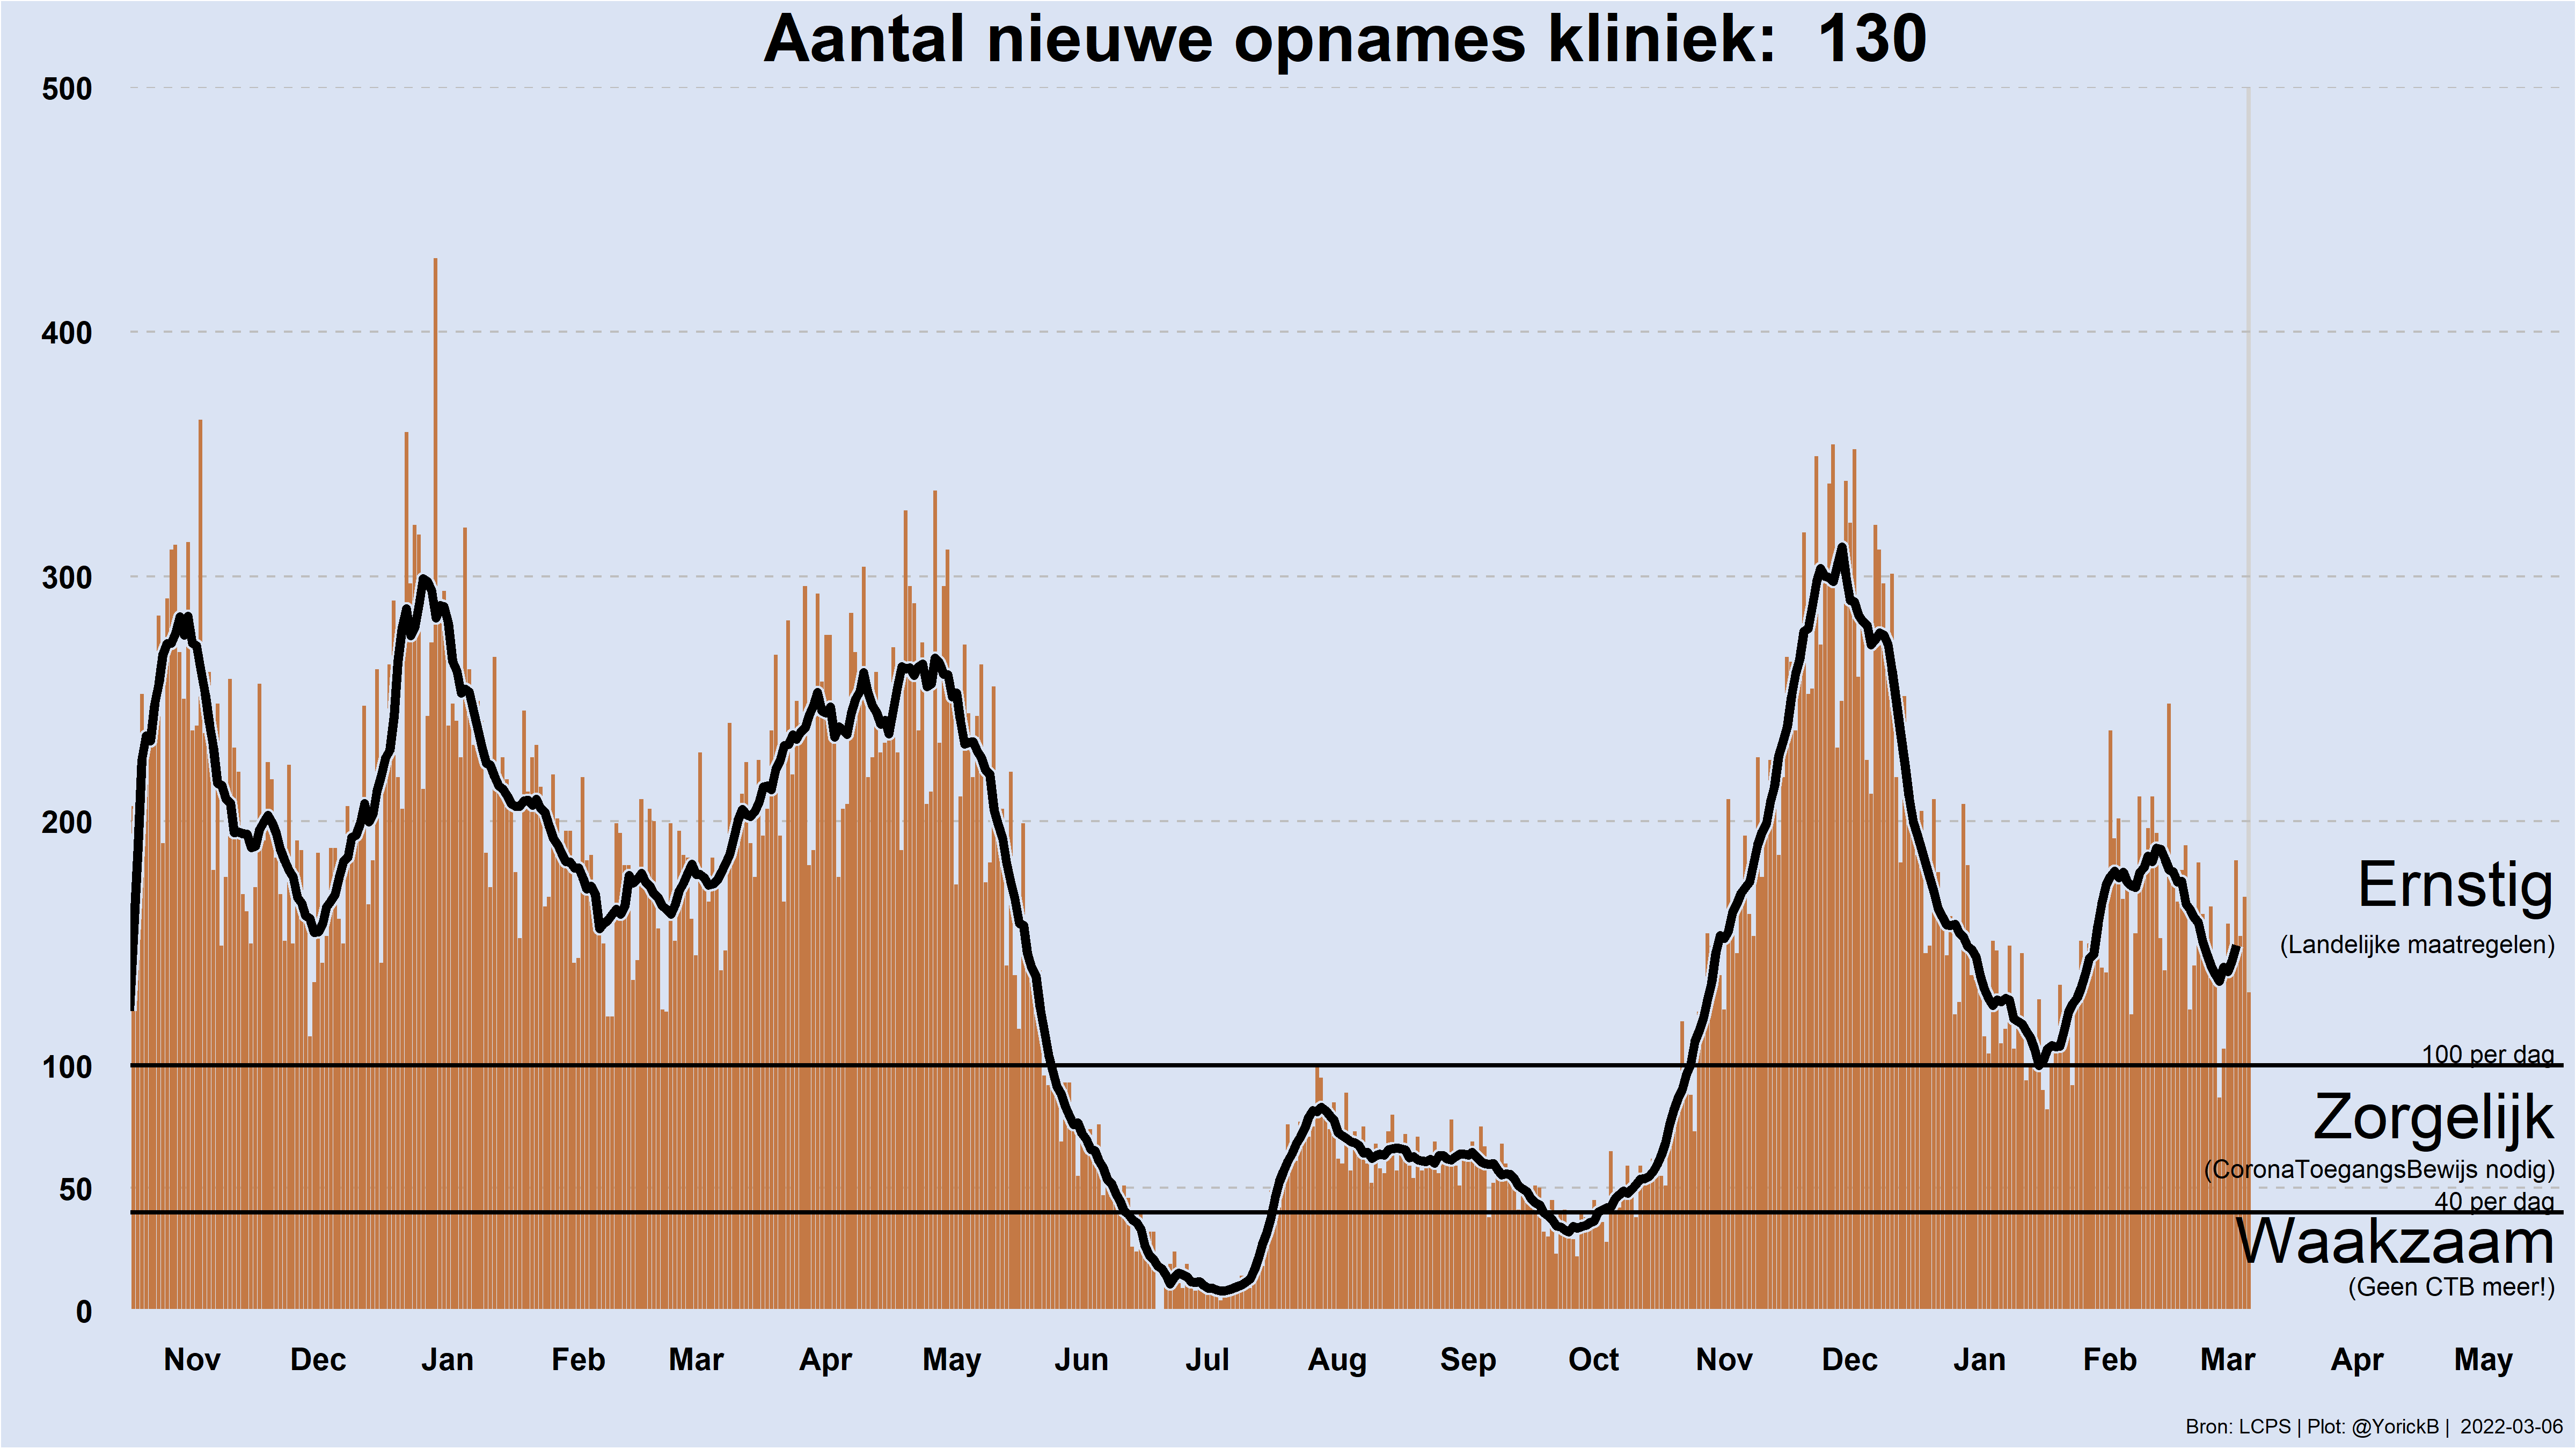 Aantal nieuwe opnames kliniek: 130
500
400
300
200
100
50
0
Ernstig
(Landelijke maatregelen)
100 per dag
Zorgelijk
(CoronaToegangsBewijs nodig)
40 per dag
Waakzaam
(Geen CTB meer!)
Nov Dec Jan Feb Mar Apr May Jun Jul Aug Sep Oct Nov Dec Jan Feb Mar Apr May
Bron: LCPS | Plot: @YorickB | 2022-03-06